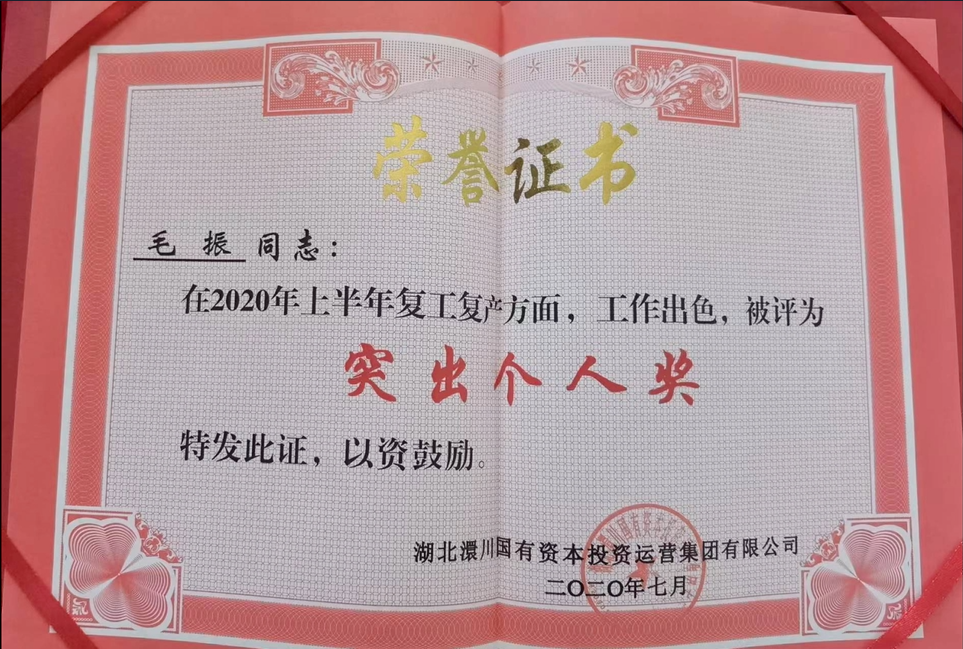 荣誉证书
毛 振 同志：
在2020年上半年复工复产方面，工作出色，被评为
突出个人奖
特发此证，以资鼓励。
湖北澴川国有资本投资运营集团有限公司
二〇二〇年七月